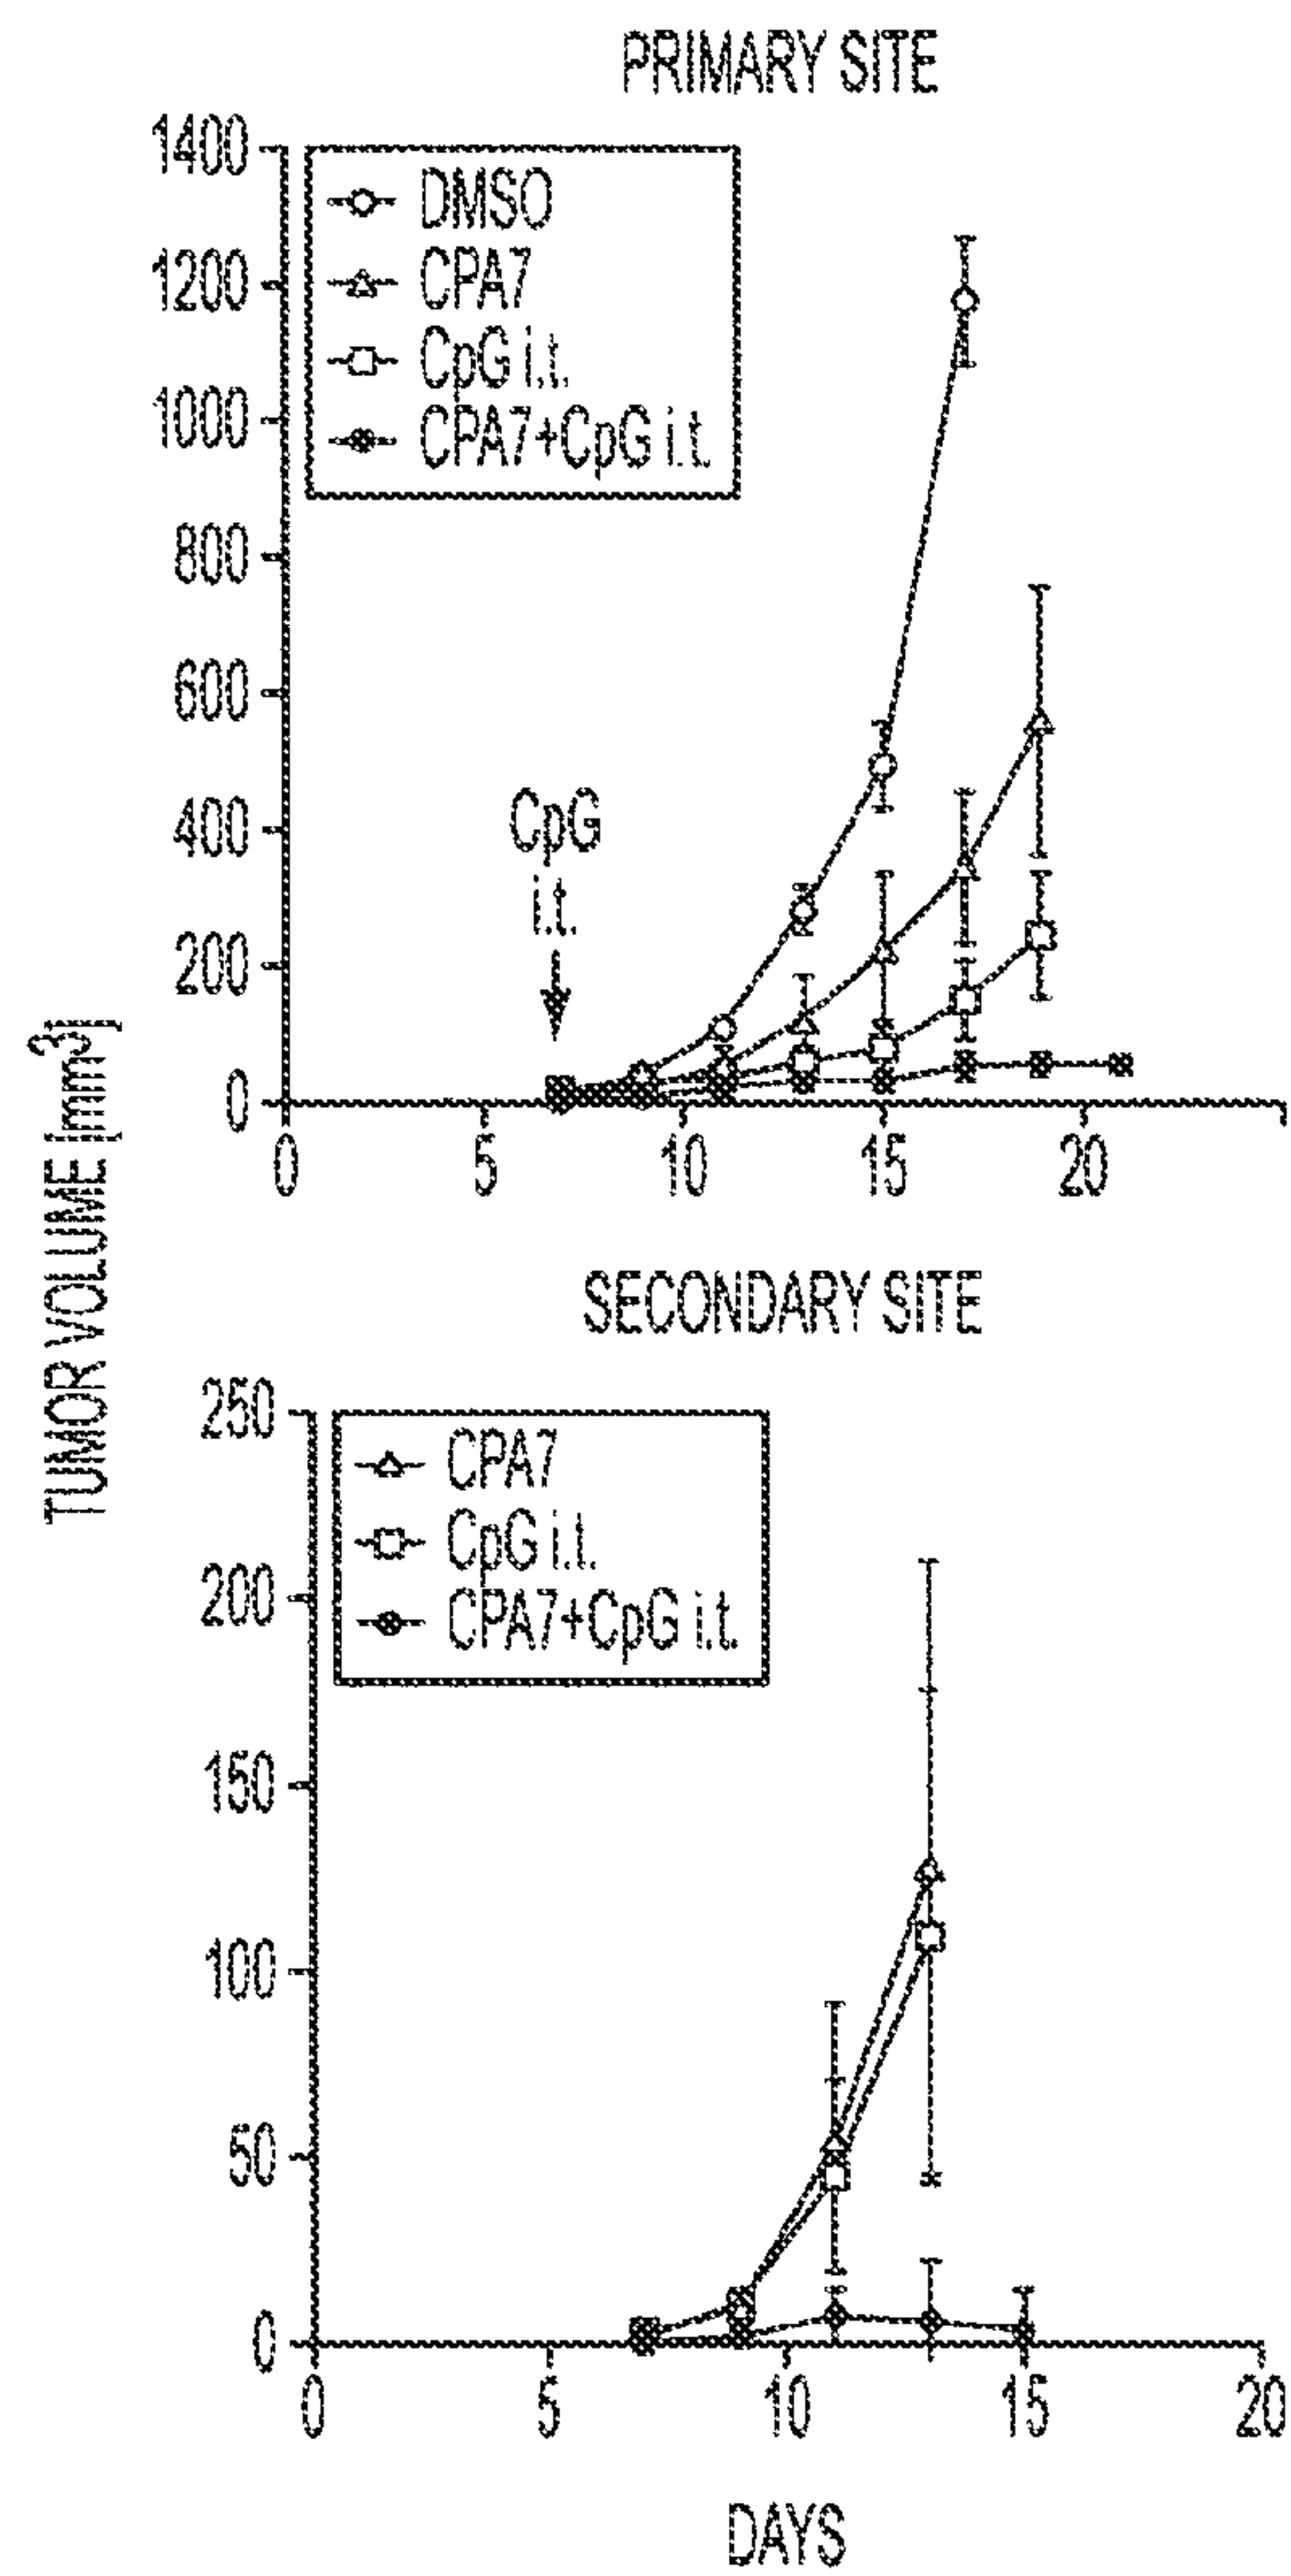 PRIMARY SITE
1400
1200
1000
800
600
400
200
0
DMSO
CPA7
CpG i.t.
CPA7+CpG i.t.
CpG
i.t.
0 5 10 15 20
TUMOR VOLUME [mm³]
SECONDARY SITE
250
200
150
100
50
0
CPA7
CpG i.t.
CPA7+CpG i.t.
0 5 10 15 20
DAYS